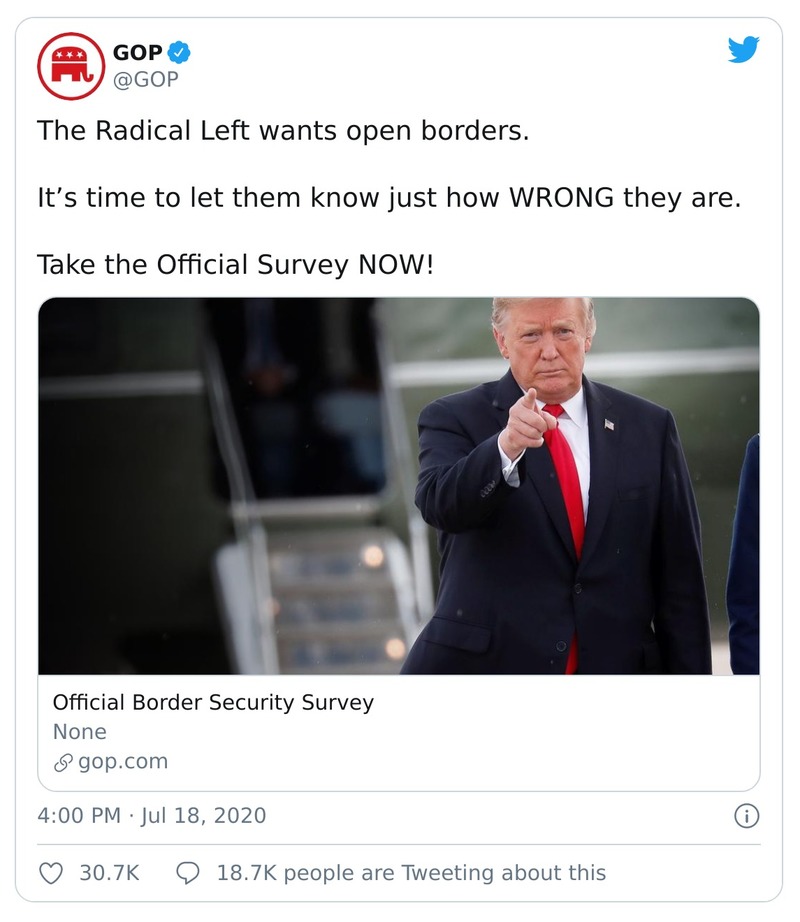 GOP
@GOP
The Radical Left wants open borders.
It’s time to let them know just how WRONG they are.
Take the Official Survey NOW!
Official Border Security Survey
None
gop.com
4:00 PM · Jul 18, 2020
30.7K 18.7K people are Tweeting about this